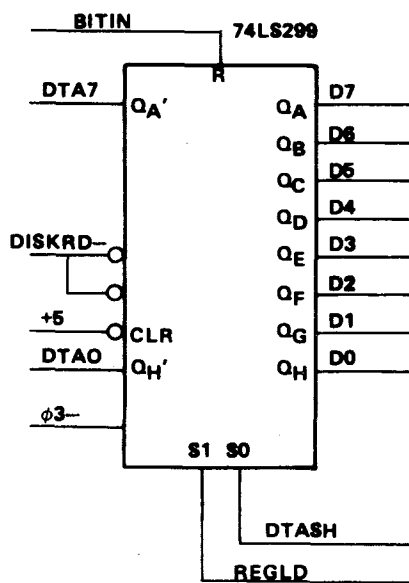 BITIN
74LS299
R
DTA7
QA'
QA
D7
QB
D6
QC
D5
QD
D4
DISKRD-
QE
D3
QF
D2
+5
CLR
QG
D1
DTA0
QH'
QH
D0
φ3-
S1 S0
DTASH
REGLD